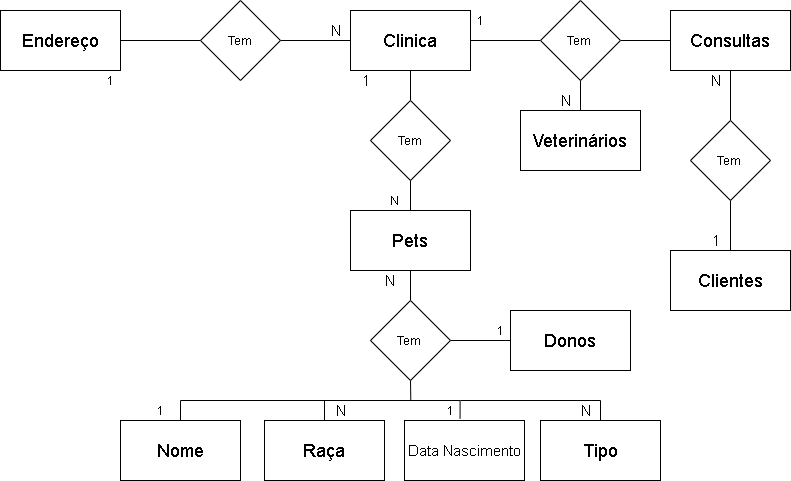 Endereço
Tem
N
Clinica
1
Tem
Consultas
1
1
N
N
Veterinários
Tem
Tem
N
Pets
1
Clientes
N
Tem
1
Donos
1
N
1
N
Nome
Raça
Data Nascimento
Tipo